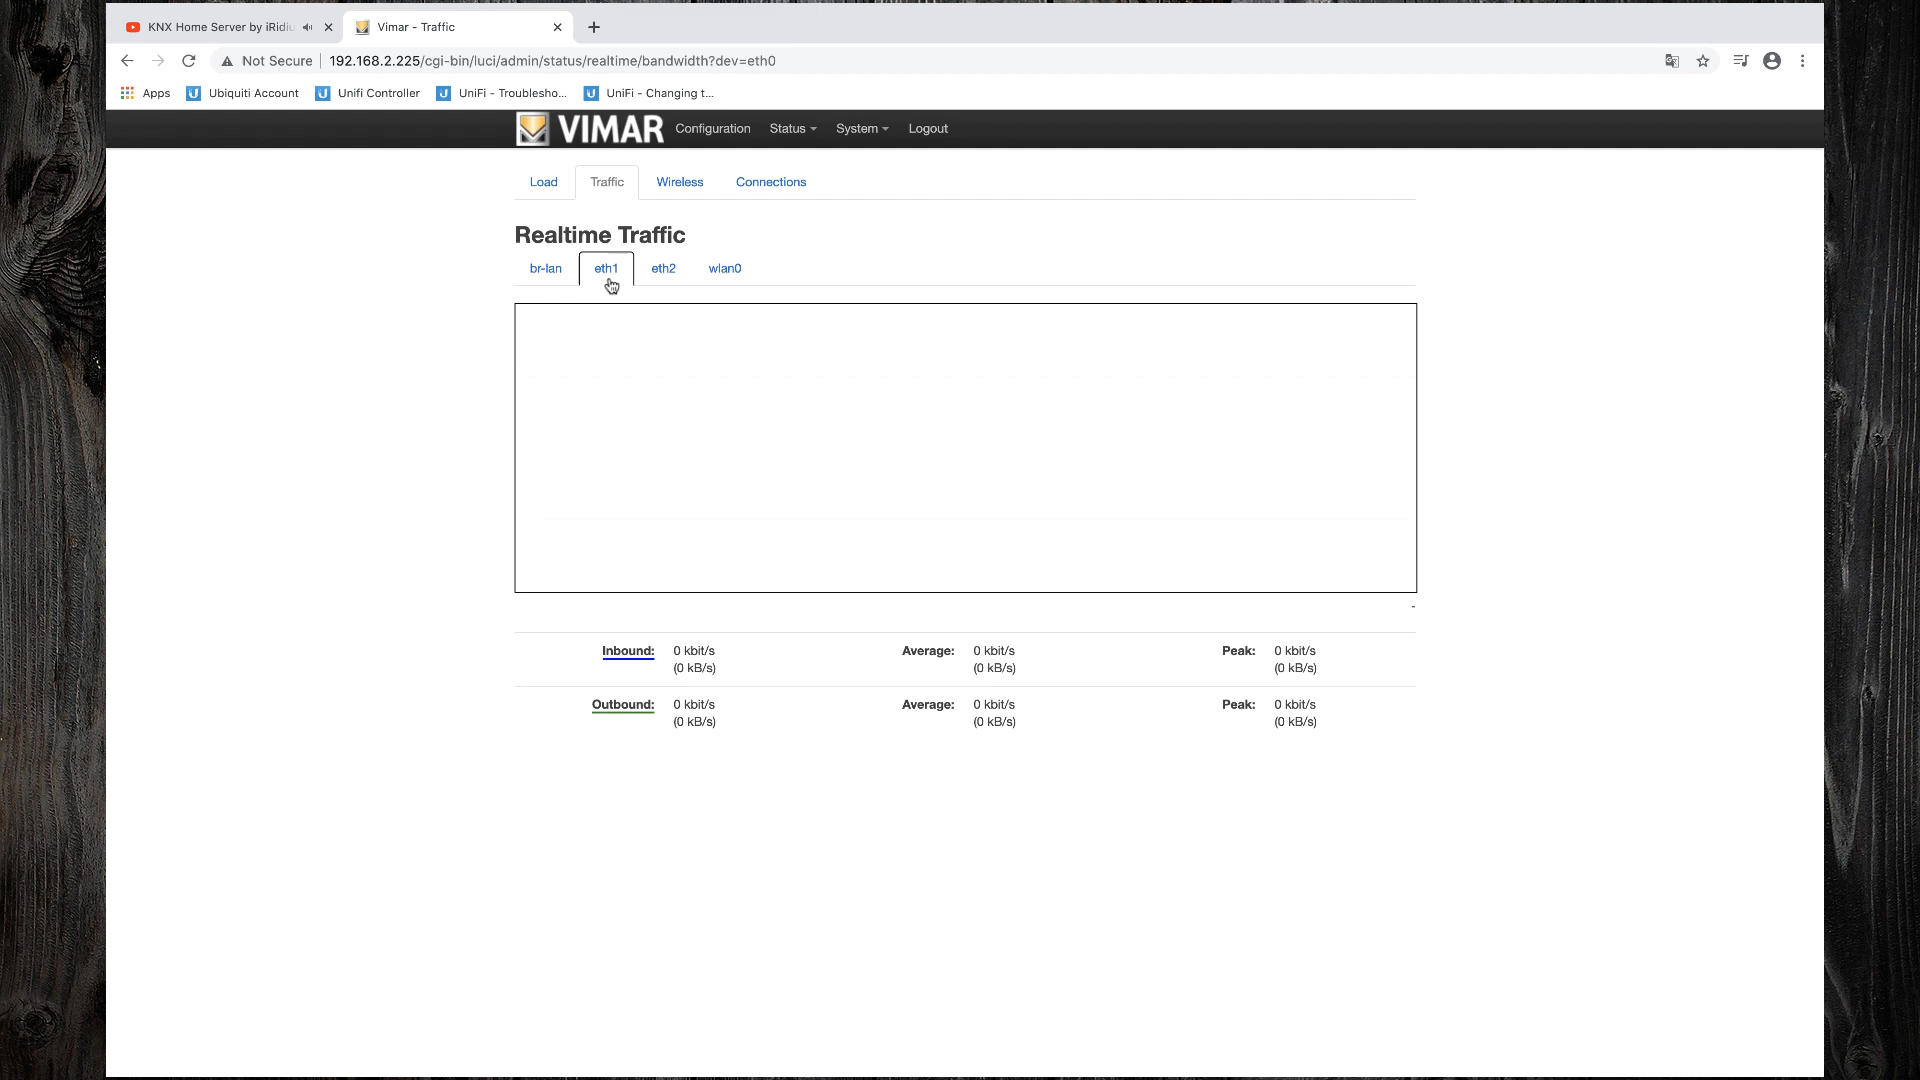 KNX Home Server by iRidiu
Vimar - Traffic
Not Secure
192.168.2.225/cgi-bin/luci/admin/status/realtime/bandwidth?dev=eth0
Apps
Ubiquiti Account
Unifi Controller
UniFi - Troublesho...
UniFi - Changing t...
VIMAR
Configuration
Status
System
Logout
Load
Traffic
Wireless
Connections
Realtime Traffic
br-lan
eth1
eth2
wlan0
-
Inbound: 0 kbit/s Average: 0 kbit/s Peak: 0 kbit/s
(0 kB/s) (0 kB/s) (0 kB/s)
Outbound: 0 kbit/s Average: 0 kbit/s Peak: 0 kbit/s
(0 kB/s) (0 kB/s) (0 kB/s)